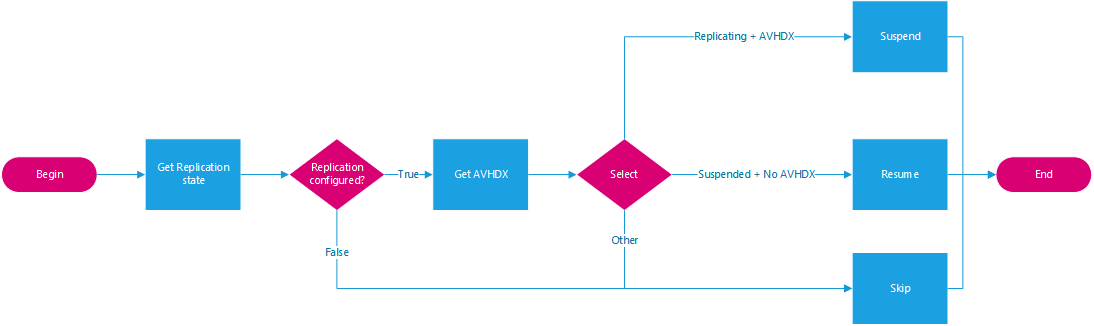 Replicating + AVHDX
Suspend
Begin
Get Replication
state
Replication
configured?
True
Get AVHDX
Select
Suspended + No AVHDX
Resume
End
False
Other
Skip